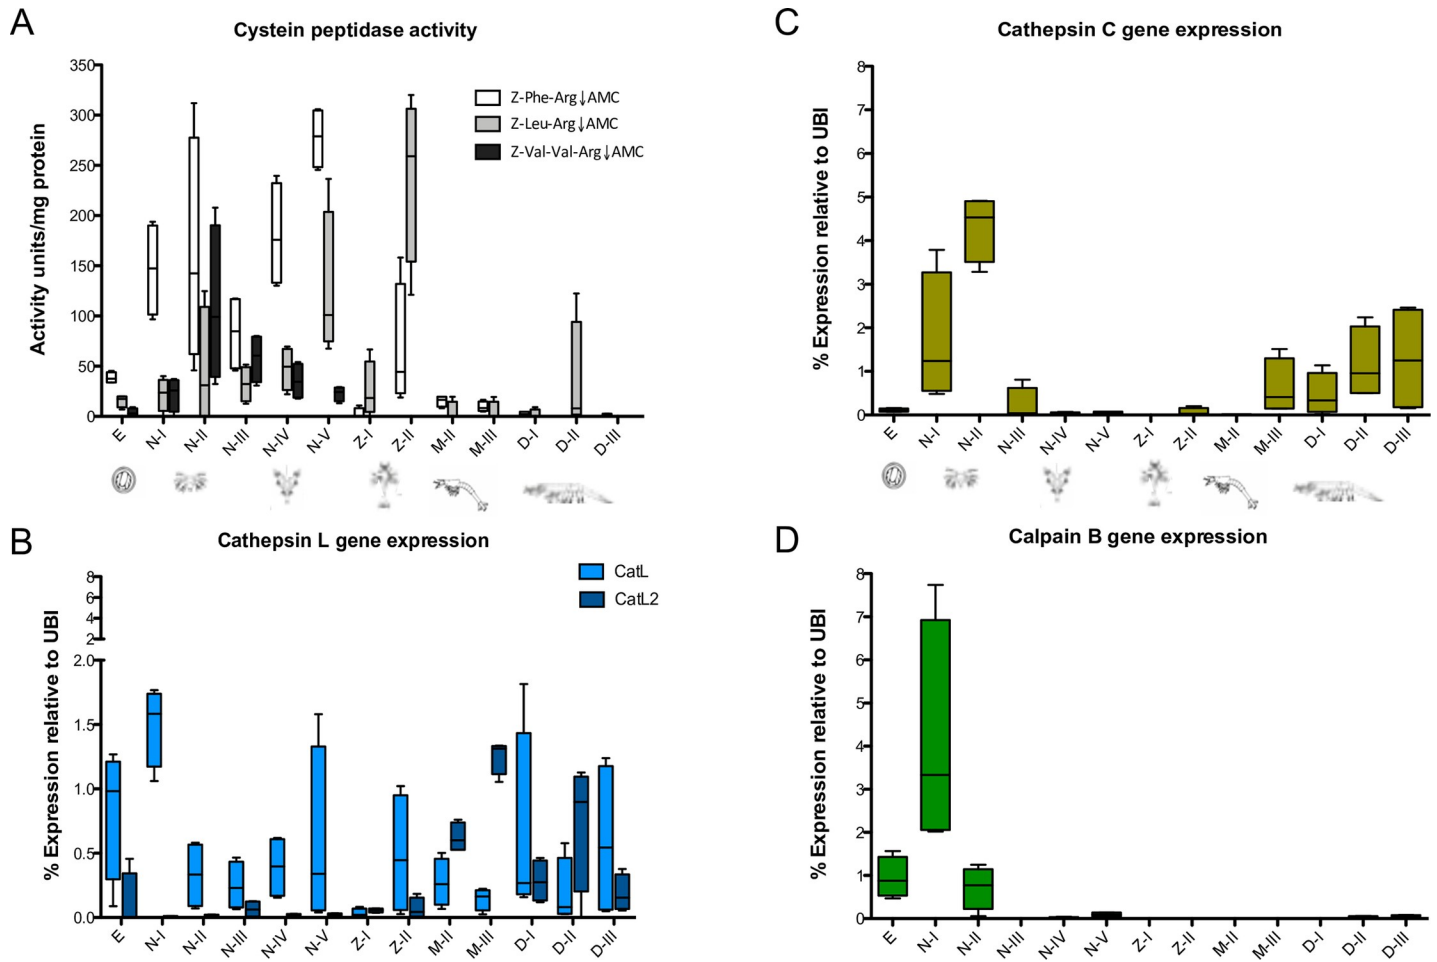 A
Cystein peptidase activity
Activity units/mg protein
350
300
250
200
150
100
50
0
Z-Phe-Arg↓AMC
Z-Leu-Arg↓AMC
Z-Val-Val-Arg↓AMC
E N-I N-II N-III N-IV N-V Z-I Z-II M-II M-III D-I D-II D-III
B
Cathepsin L gene expression
% Expression relative to UBI
8
6
4
2
2.0
1.5
1.0
0.5
0.0
CatL
CatL2
E N-I N-II N-III N-IV N-V Z-I Z-II M-II M-III D-I D-II D-III
C
Cathepsin C gene expression
% Expression relative to UBI
8
7
6
5
4
3
2
1
0
E N-I N-II N-III N-IV N-V Z-I Z-II M-II M-III D-I D-II D-III
D
Calpain B gene expression
% Expression relative to UBI
8
7
6
5
4
3
2
1
0
E N-I N-II N-III N-IV N-V Z-I Z-II M-II M-III D-I D-II D-III